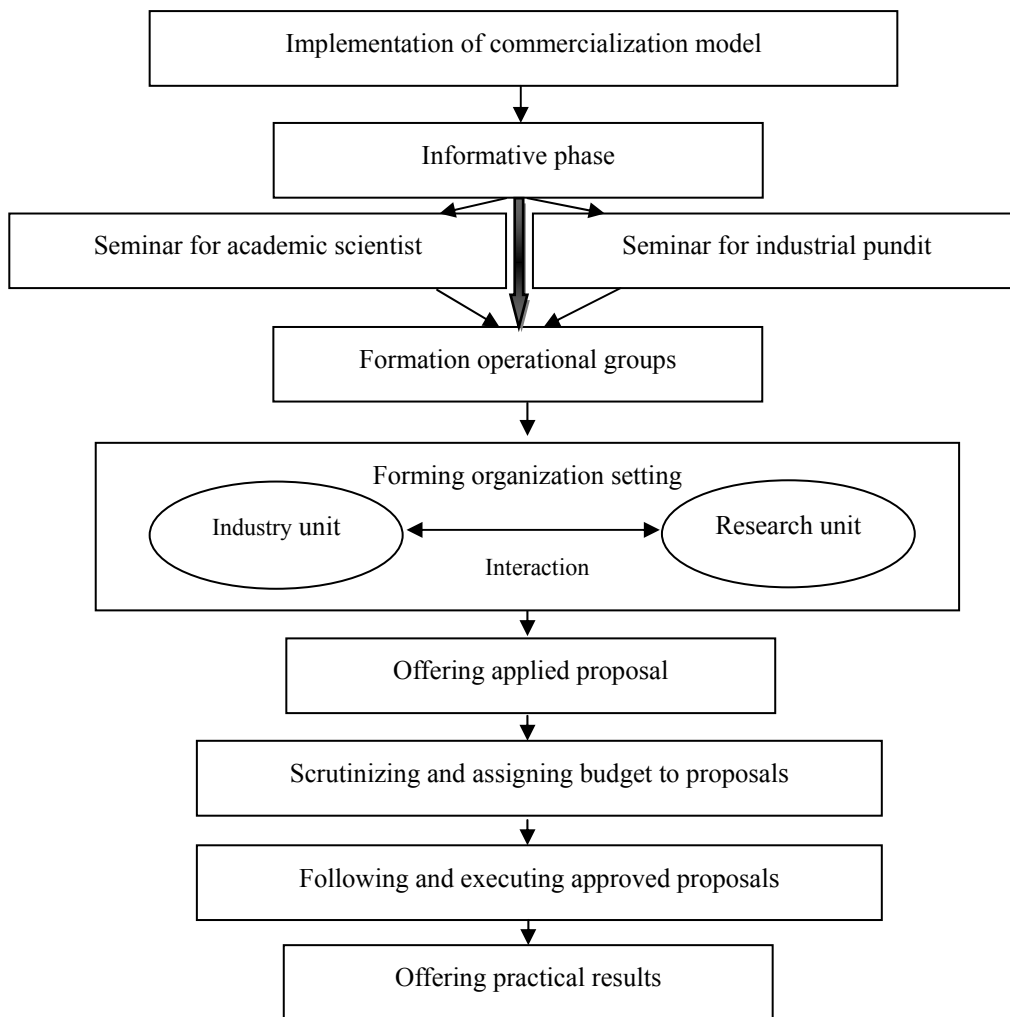 Implementation of commercialization model
Informative phase
Seminar for academic scientist
Seminar for industrial pundit
Formation operational groups
Forming organization setting
Industry unit
Research unit
Interaction
Offering applied proposal
Scrutinizing and assigning budget to proposals
Following and executing approved proposals
Offering practical results